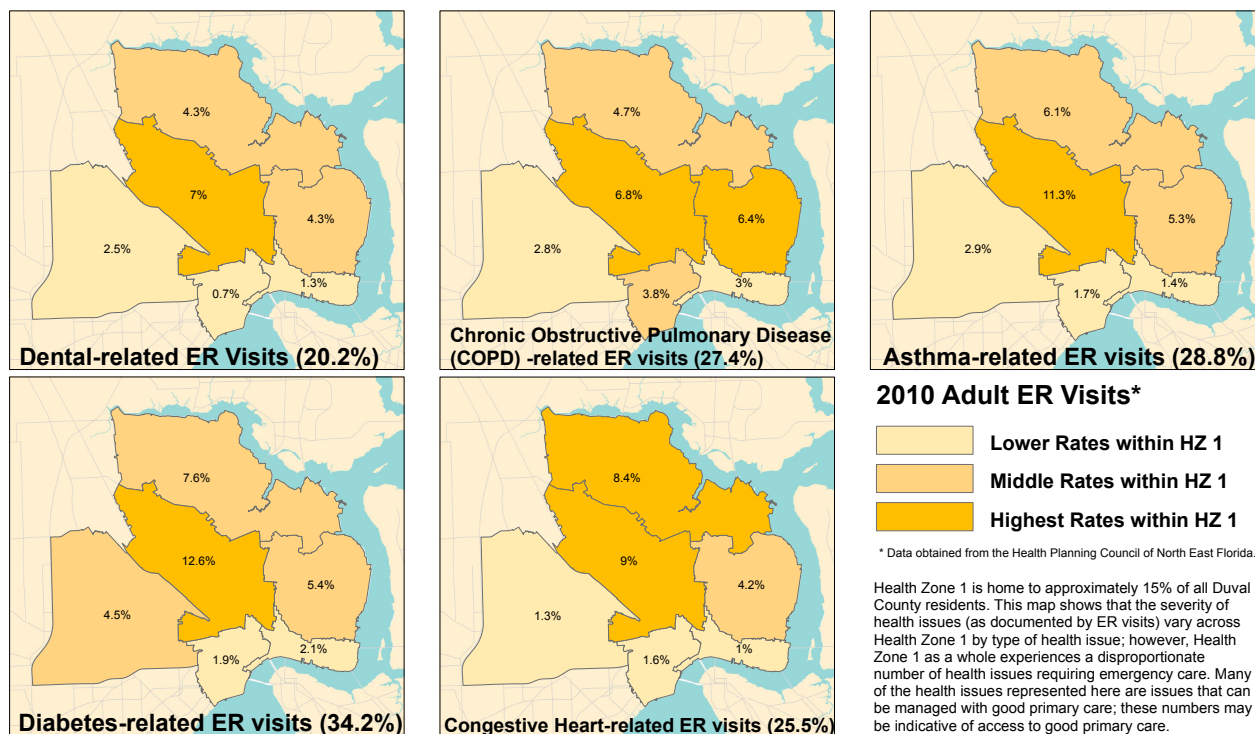 4.3%
7%
4.3%
2.5%
1.3%
0.7%
Dental-related ER Visits (20.2%)
4.7%
6.8%
6.4%
2.8%
3%
3.8%
Chronic Obstructive Pulmonary Disease
(COPD) -related ER visits (27.4%)
6.1%
11.3%
5.3%
2.9%
1.7%
1.4%
Asthma-related ER visits (28.8%)
7.6%
12.6%
5.4%
4.5%
2.1%
1.9%
Diabetes-related ER visits (34.2%)
8.4%
9%
4.2%
1.3%
1%
1.6%
Congestive Heart-related ER visits (25.5%)
2010 Adult ER Visits*
Lower Rates within HZ 1
Middle Rates within HZ 1
Highest Rates within HZ 1
* Data obtained from the Health Planning Council of North East Florida.
Health Zone 1 is home to approximately 15% of all Duval
County residents. This map shows that the severity of
health issues (as documented by ER visits) vary across
Health Zone 1 by type of health issue; however, Health
Zone 1 as a whole experiences a disproportionate
number of health issues requiring emergency care. Many
of the health issues represented here are issues that can
be managed with good primary care; these numbers may
be indicative of access to good primary care.